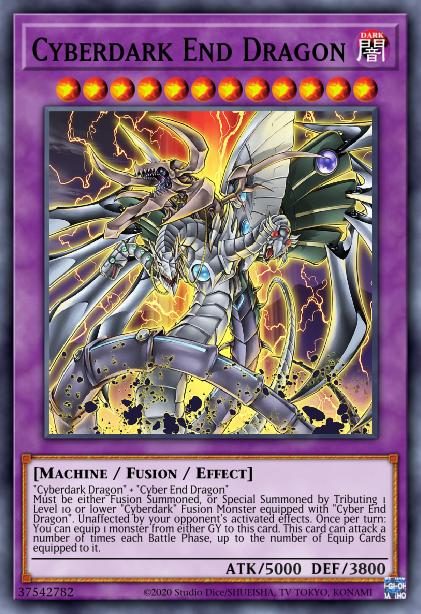 CYBERDARK END DRAGON
DARK
闇
[MACHINE / FUSION / EFFECT]
"Cyberdark Dragon" + "Cyber End Dragon"
Must be either Fusion Summoned, or Special Summoned by Tributing 1
Level 10 or lower "Cyberdark" Fusion Monster equipped with "Cyber End
Dragon". Unaffected by your opponent's activated effects. Once per turn:
You can equip 1 monster from either GY to this card. This card can attack a
number of times each Battle Phase, up to the number of Equip Cards
equipped to it.
ATK/5000 DEF/3800
37542782
©2020 Studio Dice/SHUEISHA, TV TOKYO, KONAMI